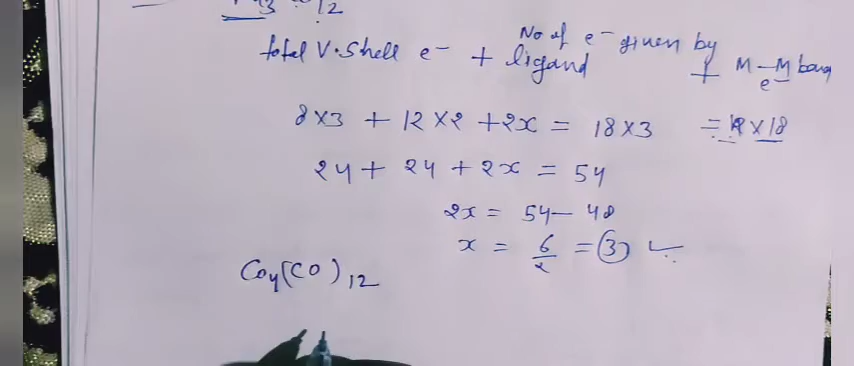 3 12
total V. Shell e⁻ + No of e⁻ given by ligand + M-M bond e⁻
8×3 + 12×2 + 2x = 18×3 = n×18
24 + 24 + 2x = 54
2x = 54 - 48
x = 6/2 = 3
Co₄(CO)₁₂